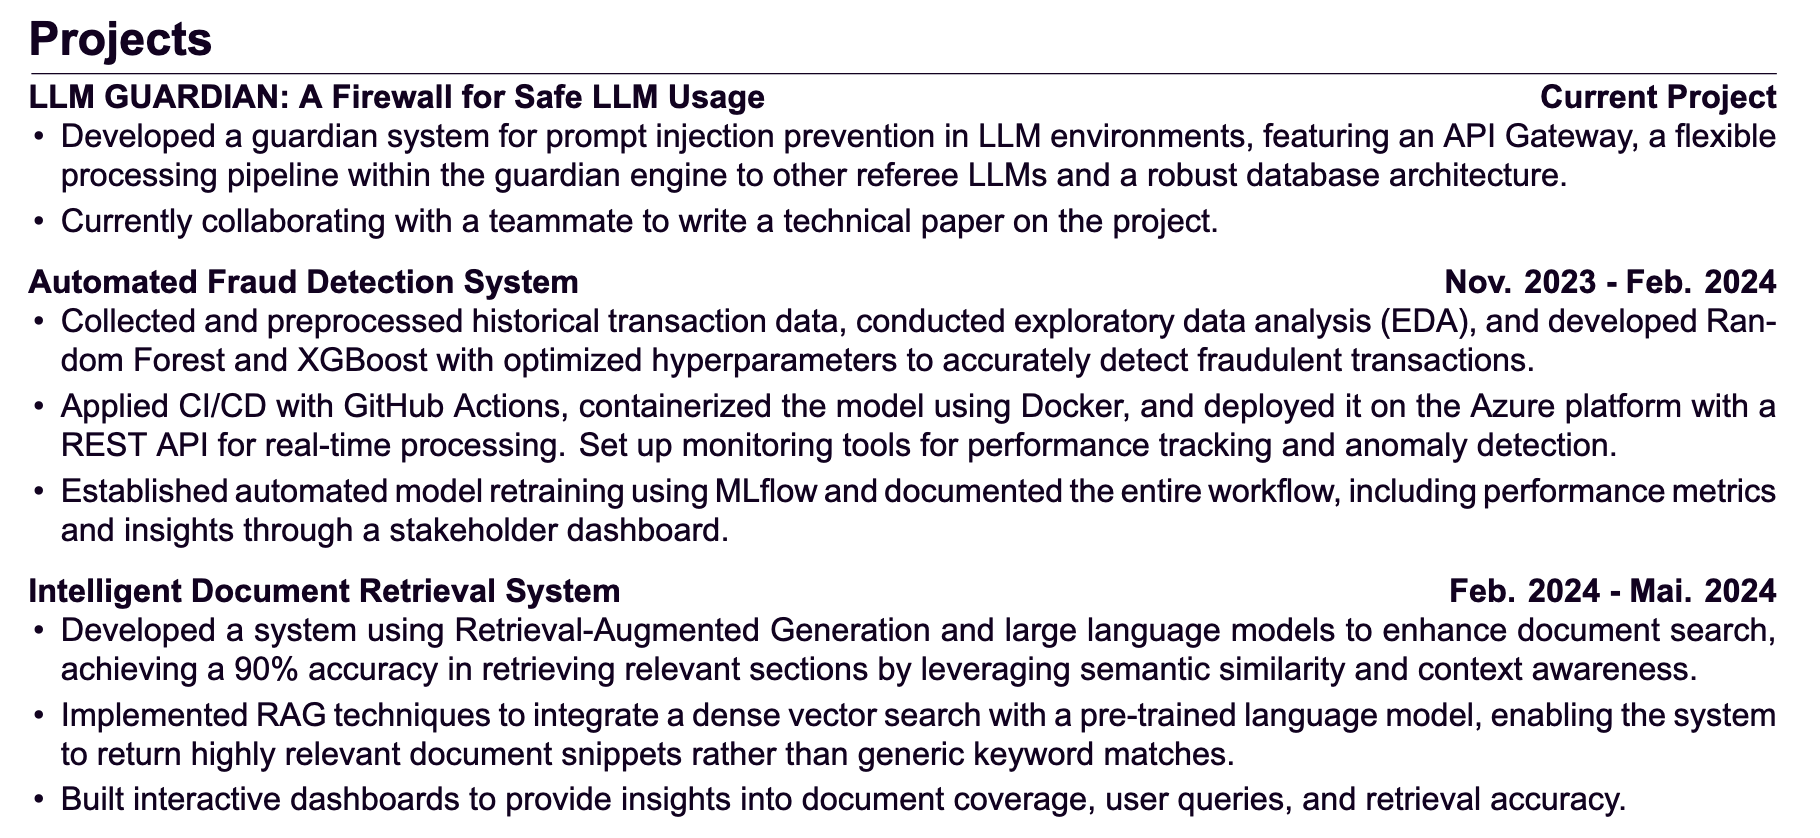 Projects
LLM GUARDIAN: A Firewall for Safe LLM Usage Current Project
• Developed a guardian system for prompt injection prevention in LLM environments, featuring an API Gateway, a flexible
processing pipeline within the guardian engine to other referee LLMs and a robust database architecture.
• Currently collaborating with a teammate to write a technical paper on the project.
Automated Fraud Detection System Nov. 2023 - Feb. 2024
• Collected and preprocessed historical transaction data, conducted exploratory data analysis (EDA), and developed Ran-
dom Forest and XGBoost with optimized hyperparameters to accurately detect fraudulent transactions.
• Applied CI/CD with GitHub Actions, containerized the model using Docker, and deployed it on the Azure platform with a
REST API for real-time processing. Set up monitoring tools for performance tracking and anomaly detection.
• Established automated model retraining using MLflow and documented the entire workflow, including performance metrics
and insights through a stakeholder dashboard.
Intelligent Document Retrieval System Feb. 2024 - Mai. 2024
• Developed a system using Retrieval-Augmented Generation and large language models to enhance document search,
achieving a 90% accuracy in retrieving relevant sections by leveraging semantic similarity and context awareness.
• Implemented RAG techniques to integrate a dense vector search with a pre-trained language model, enabling the system
to return highly relevant document snippets rather than generic keyword matches.
• Built interactive dashboards to provide insights into document coverage, user queries, and retrieval accuracy.